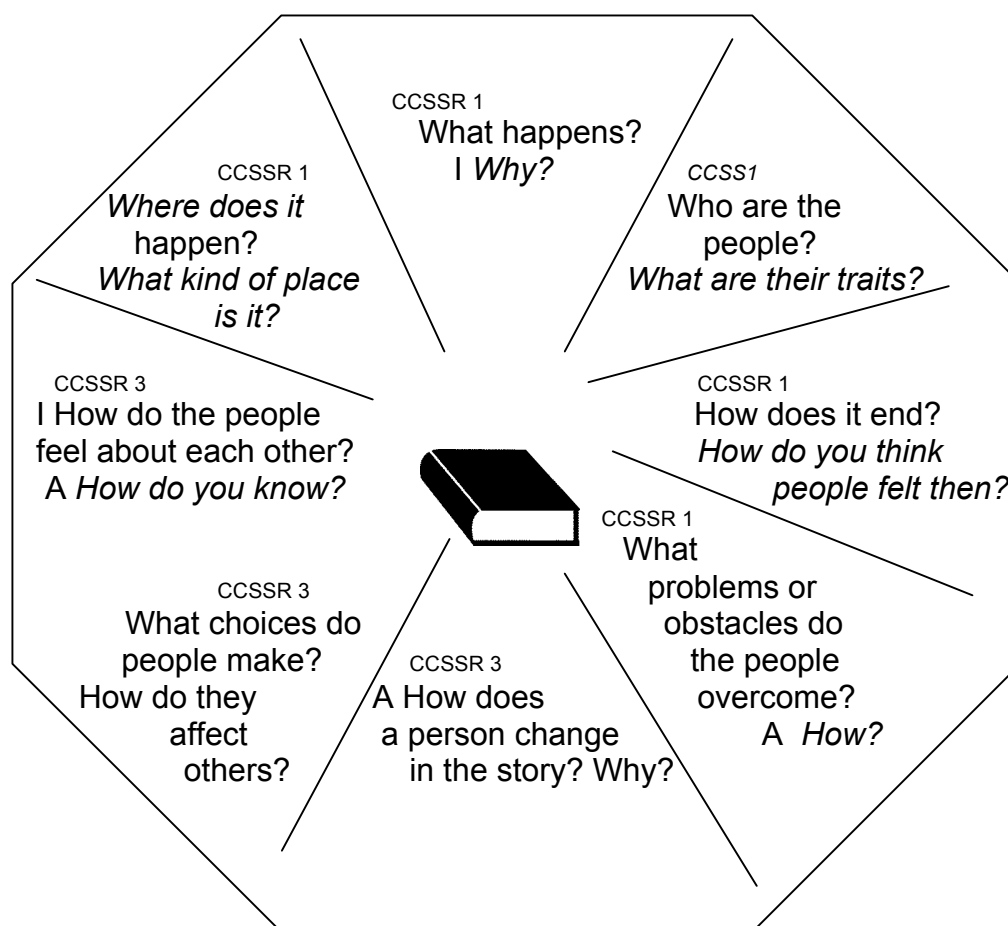 CCSSR 1
What happens?
I Why?
CCSS1
Who are the
people?
What are their traits?
CCSSR 1
How does it end?
How do you think
people felt then?
CCSSR 1
What
problems or
obstacles do
the people
overcome?
A How?
CCSSR 3
A How does
a person change
in the story? Why?
CCSSR 3
What choices do
people make?
How do they
affect
others?
CCSSR 3
I How do the people
feel about each other?
A How do you know?
CCSSR 1
Where does it
happen?
What kind of place
is it?